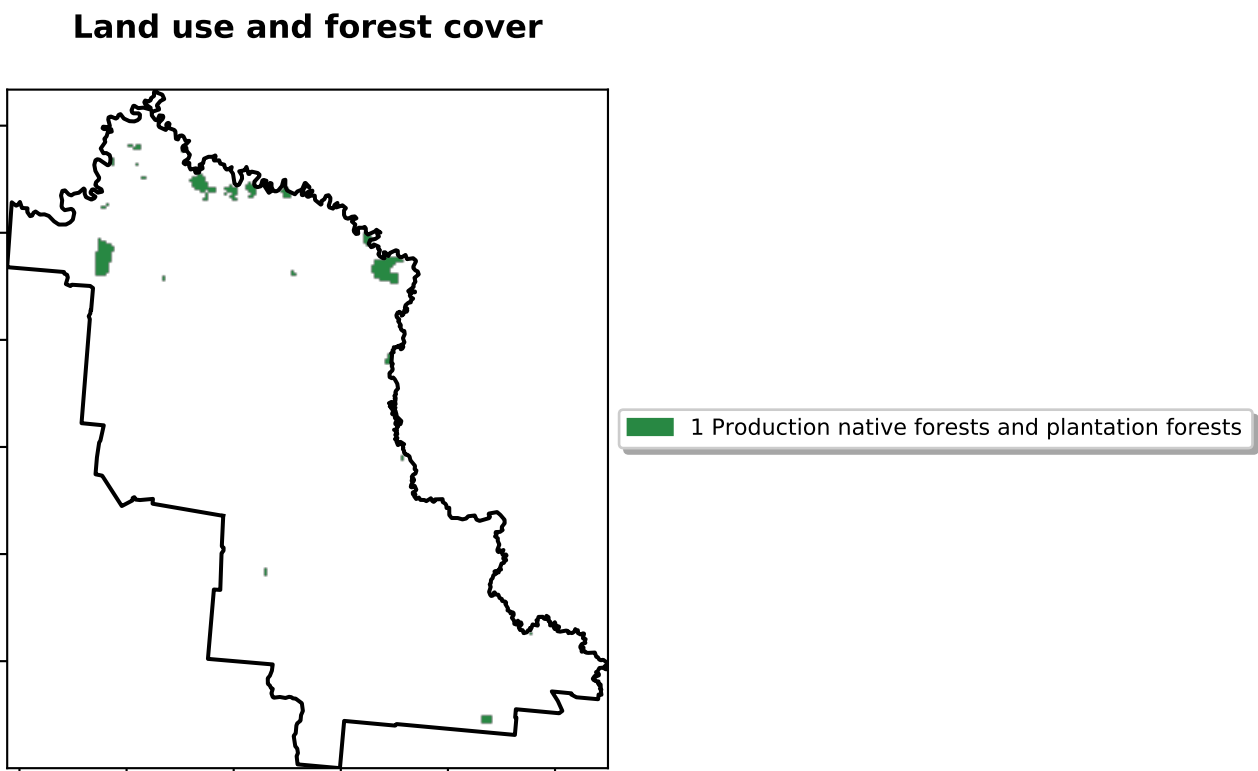 Land use and forest cover
1 Production native forests and plantation forests